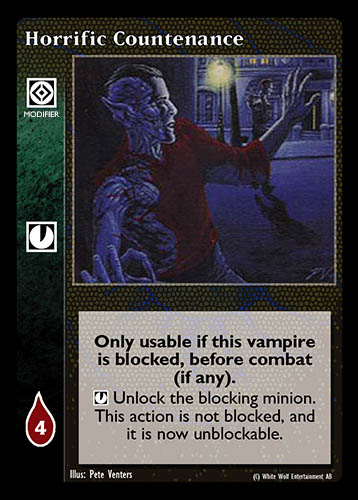 Horrific Countenance
MODIFIER
Only usable if this vampire
is blocked, before combat
(if any).
Unlock the blocking minion.
This action is not blocked, and
it is now unblockable.
4
Illus: Pete Venters
(C) White Wolf Entertainment AB